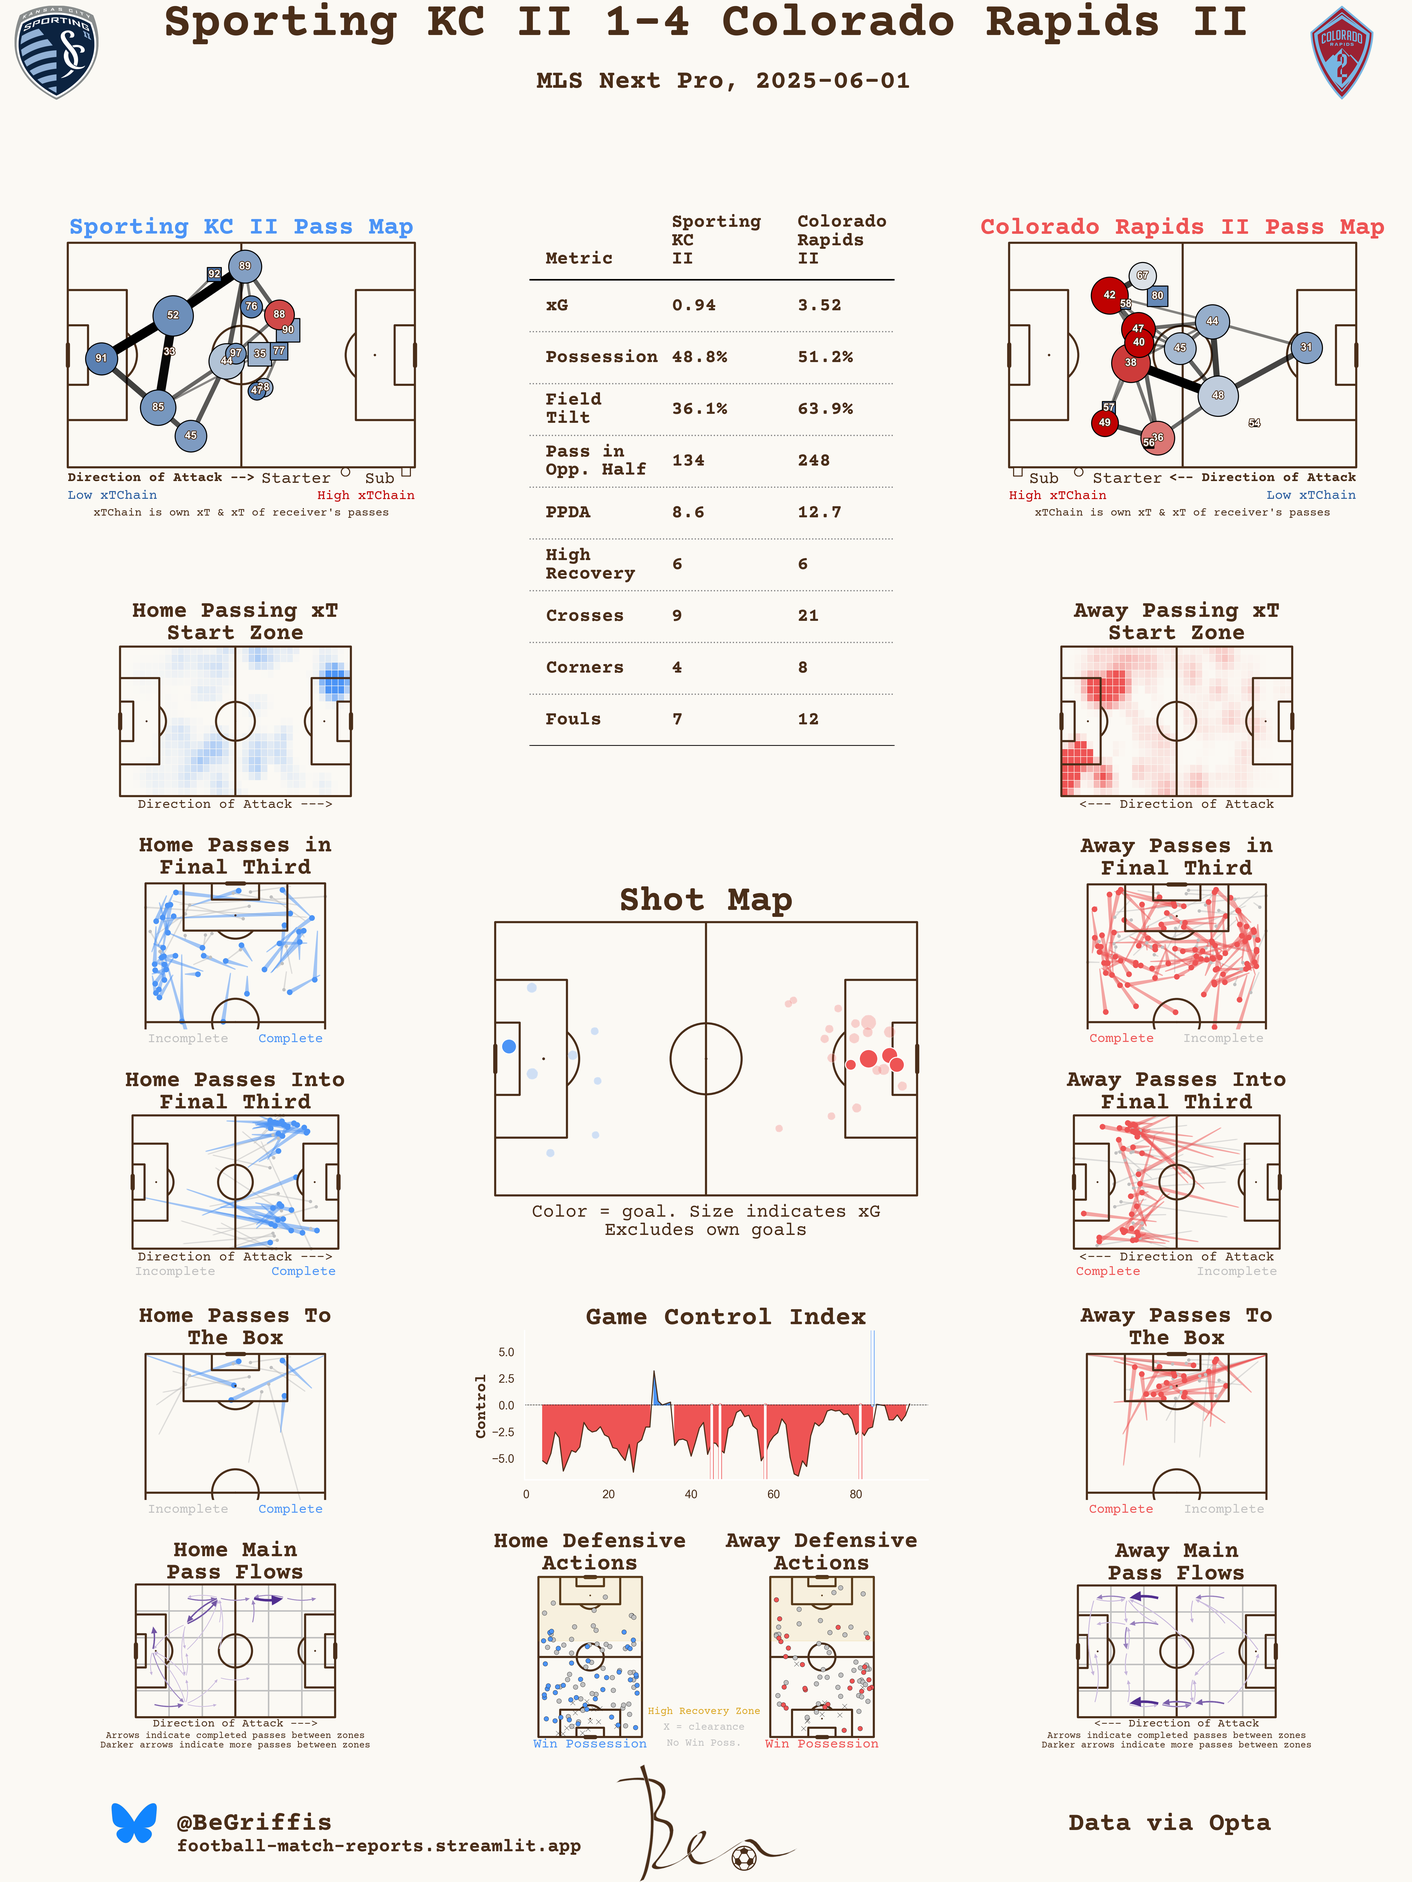 Sporting KC II 1-4 Colorado Rapids II
MLS Next Pro, 2025-06-01
KANSAS CITY
SPORTING
COLORADO
RAPIDS
2
Sporting KC II Pass Map
92
89
76
88
90
52
33
91
44
97
35
77
47
28
85
45
Direction of Attack --> Starter Sub
Low xTChain High xTChain
xTChain is own xT & xT of receiver's passes
Metric
Sporting
KC
II
Colorado
Rapids
II
xG 0.94 3.52
Possession 48.8% 51.2%
Field
Tilt 36.1% 63.9%
Pass in
Opp. Half 134 248
PPDA 8.6 12.7
High
Recovery 6 6
Crosses 9 21
Corners 4 8
Fouls 7 12
Colorado Rapids II Pass Map
67
42
58
80
47
44
40
45
31
38
48
57
49
36
56
54
Sub Starter <-- Direction of Attack
High xTChain Low xTChain
xTChain is own xT & xT of receiver's passes
Home Passing xT
Start Zone
Direction of Attack --->
Away Passing xT
Start Zone
<--- Direction of Attack
Home Passes in
Final Third
Incomplete Complete
Away Passes in
Final Third
Complete Incomplete
Shot Map
Color = goal. Size indicates xG
Excludes own goals
Home Passes Into
Final Third
Direction of Attack --->
Incomplete Complete
Away Passes Into
Final Third
<--- Direction of Attack
Complete Incomplete
Home Passes To
The Box
Incomplete Complete
Game Control Index
Control
5.0
2.5
0.0
−2.5
−5.0
0 20 40 60 80
Away Passes To
The Box
Complete Incomplete
Home Main
Pass Flows
Direction of Attack --->
Arrows indicate completed passes between zones
Darker arrows indicate more passes between zones
Home Defensive
Actions
Win Possession
Away Defensive
Actions
Win Possession
High Recovery Zone
X = clearance
No Win Poss.
Away Main
Pass Flows
<--- Direction of Attack
Arrows indicate completed passes between zones
Darker arrows indicate more passes between zones
@BeGriffis
football-match-reports.streamlit.app
Ben
Data via Opta